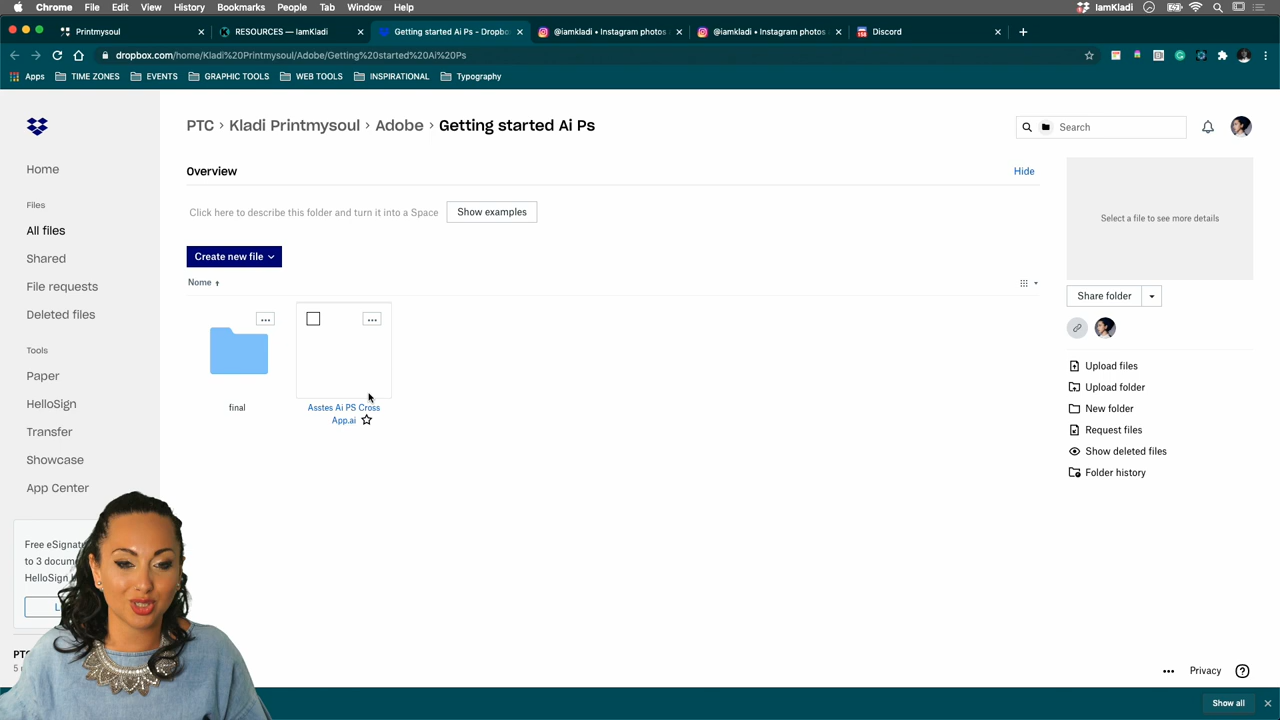 Chrome File Edit View History Bookmarks People Tab Window Help IamKladi
Printmysoul RESOURCES — IamKladi Getting started Ai Ps - Dropbo @iamkladi • Instagram photos @iamkladi • Instagram photos Discord
dropbox.com/home/Kladi%20Printmysoul/Adobe/Getting%20started%20Ai%20Ps
Apps TIME ZONES EVENTS GRAPHIC TOOLS WEB TOOLS INSPIRATIONAL Typography
PTC › Kladi Printmysoul › Adobe › Getting started Ai Ps
Search
Home
Files
All files
Shared
File requests
Deleted files
Tools
Paper
HelloSign
Transfer
Showcase
App Center
Free eSignat
to 3 docume
HelloSign
PTC
Overview
Hide
Click here to describe this folder and turn it into a Space
Show examples
Create new file
Nome
final
Asstes Ai PS Cross
App.ai
Select a file to see more details
Share folder
Upload files
Upload folder
New folder
Request files
Show deleted files
Folder history
Privacy
Show all